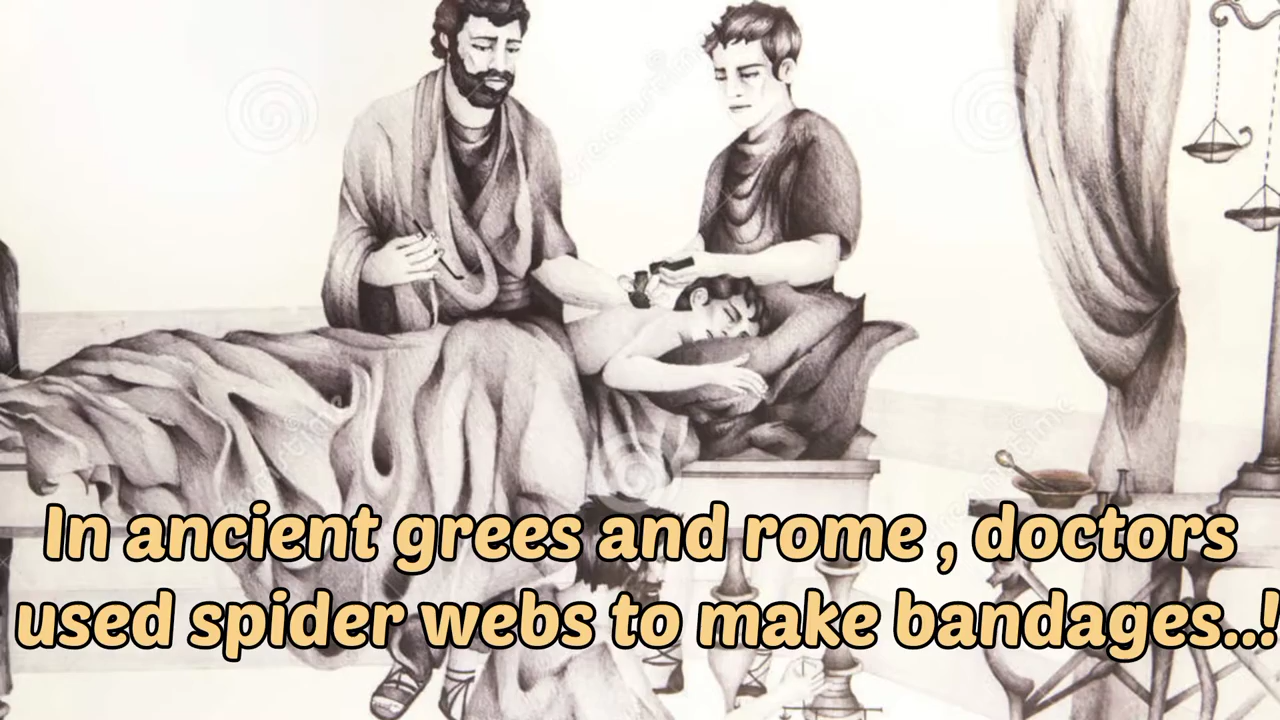 In ancient grees and rome , doctors
used spider webs to make bandages..!